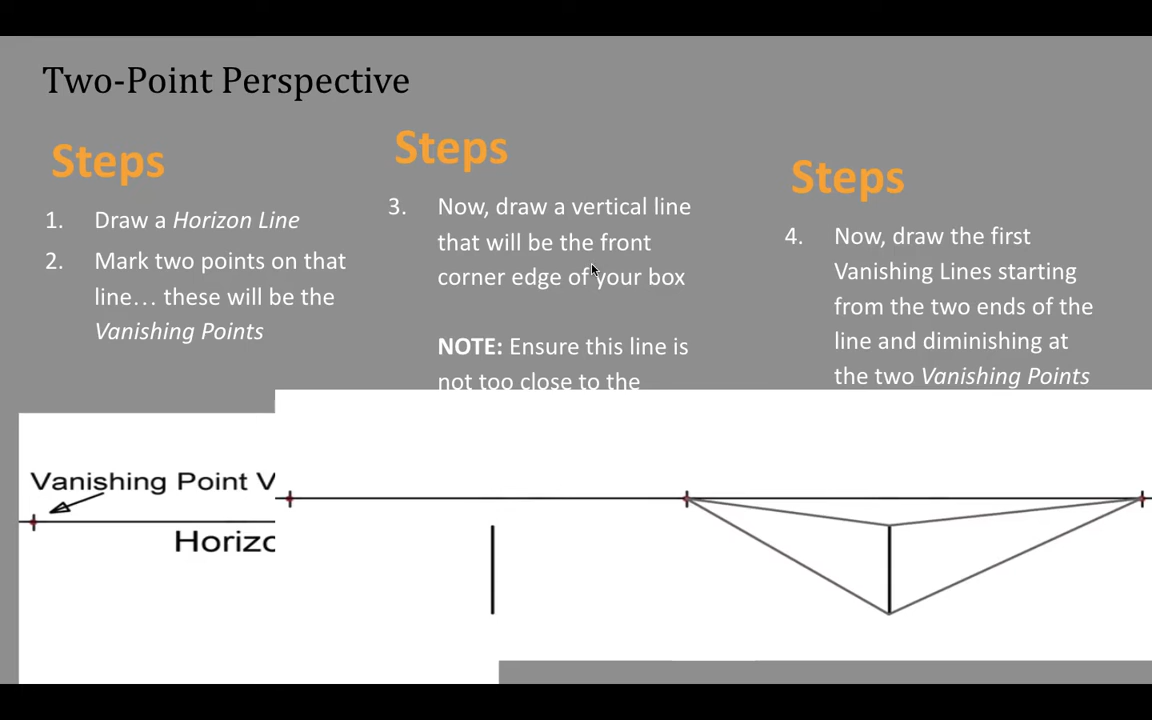 Two-Point Perspective
Steps
1. Draw a Horizon Line
2. Mark two points on that
line… these will be the
Vanishing Points
Steps
3. Now, draw a vertical line
that will be the front
corner edge of your box
NOTE: Ensure this line is
not too close to the
Steps
4. Now, draw the first
Vanishing Lines starting
from the two ends of the
line and diminishing at
the two Vanishing Points
Vanishing Point V
Horizo